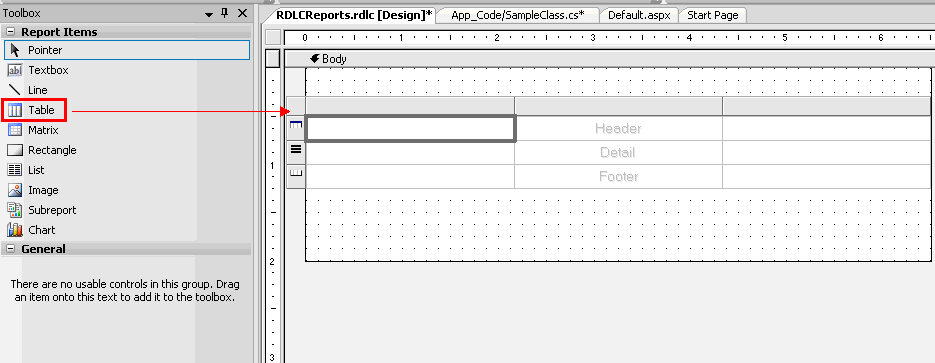 Toolbox
Report Items
Pointer
Textbox
Line
Table
Matrix
Rectangle
List
Image
Subreport
Chart
General
There are no usable controls in this group. Drag
an item onto this text to add it to the toolbox.
RDLCReports.rdlc [Design]* App_Code/SampleClass.cs* Default.aspx Start Page
0 1 2 3 4 5 6
Body
Header
Detail
Footer
1
2
3